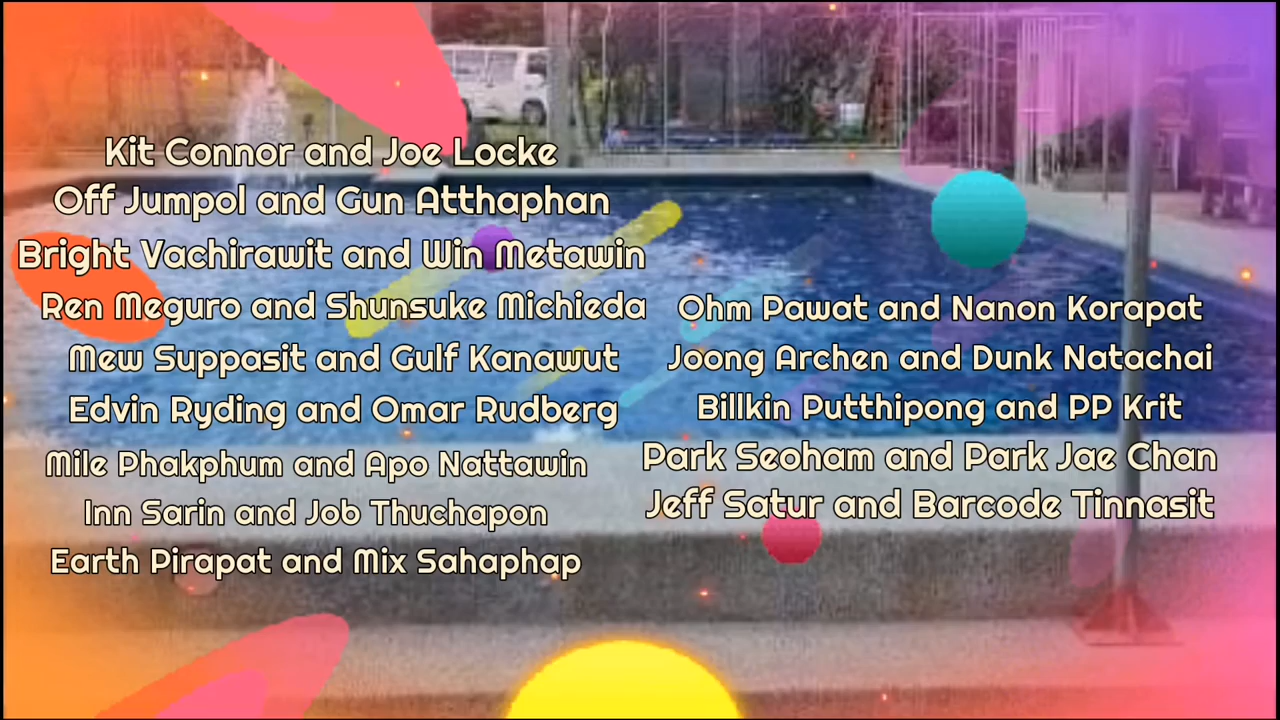 Kit Connor and Joe Locke
Off Jumpol and Gun Atthaphan
Bright Vachirawit and Win Metawin
Ren Meguro and Shunsuke Michieda
Mew Suppasit and Gulf Kanawut
Edvin Ryding and Omar Rudberg
Mile Phakphum and Apo Nattawin
Inn Sarin and Job Thuchapon
Earth Pirapat and Mix Sahaphap
Ohm Pawat and Nanon Korapat
Joong Archen and Dunk Natachai
Billkin Putthipong and PP Krit
Park Seoham and Park Jae Chan
Jeff Satur and Barcode Tinnasit